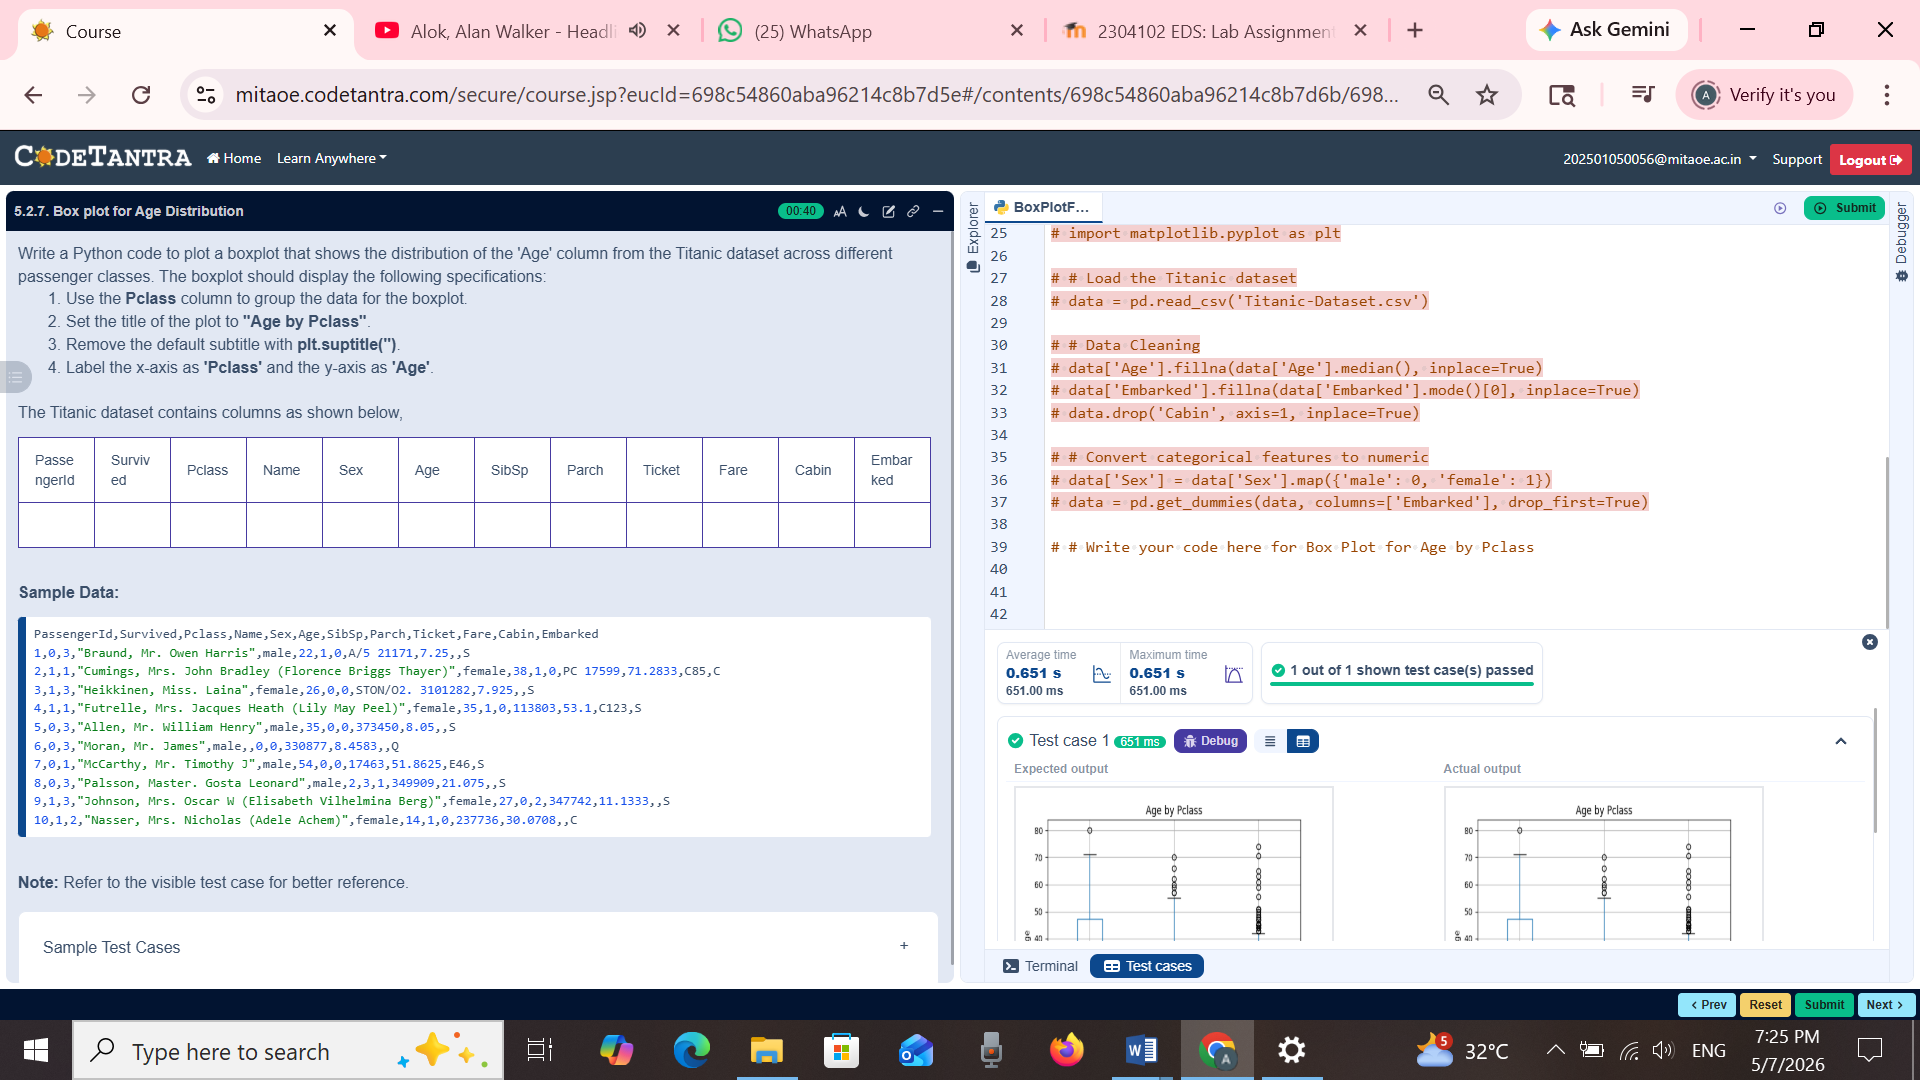 Course
Alok, Alan Walker - Headli
(25) WhatsApp
2304102 EDS: Lab Assignment
Ask Gemini
mitaoe.codetantra.com/secure/course.jsp?eucId=698c54860aba96214c8b7d5e#/contents/698c54860aba96214c8b7d6b/698...
A
Verify it's you
CODETANTRA
Home
Learn Anywhere
202501050056@mitaoe.ac.in
Support
Logout
5.2.7. Box plot for Age Distribution
00:40
AA
Write a Python code to plot a boxplot that shows the distribution of the 'Age' column from the Titanic dataset across different
passenger classes. The boxplot should display the following specifications:
1. Use the Pclass column to group the data for the boxplot.
2. Set the title of the plot to "Age by Pclass".
3. Remove the default subtitle with plt.suptitle('').
4. Label the x-axis as 'Pclass' and the y-axis as 'Age'.
The Titanic dataset contains columns as shown below,
Passe
ngerId
Surviv
ed
Pclass
Name
Sex
Age
SibSp
Parch
Ticket
Fare
Cabin
Embar
ked
Sample Data:
PassengerId,Survived,Pclass,Name,Sex,Age,SibSp,Parch,Ticket,Fare,Cabin,Embarked
1,0,3,"Braund, Mr. Owen Harris",male,22,1,0,A/5 21171,7.25,,S
2,1,1,"Cumings, Mrs. John Bradley (Florence Briggs Thayer)",female,38,1,0,PC 17599,71.2833,C85,C
3,1,3,"Heikkinen, Miss. Laina",female,26,0,0,STON/O2. 3101282,7.925,,S
4,1,1,"Futrelle, Mrs. Jacques Heath (Lily May Peel)",female,35,1,0,113803,53.1,C123,S
5,0,3,"Allen, Mr. William Henry",male,35,0,0,373450,8.05,,S
6,0,3,"Moran, Mr. James",male,,0,0,330877,8.4583,,Q
7,0,1,"McCarthy, Mr. Timothy J",male,54,0,0,17463,51.8625,E46,S
8,0,3,"Palsson, Master. Gosta Leonard",male,2,3,1,349909,21.075,,S
9,1,3,"Johnson, Mrs. Oscar W (Elisabeth Vilhelmina Berg)",female,27,0,2,347742,11.1333,,S
10,1,2,"Nasser, Mrs. Nicholas (Adele Achem)",female,14,1,0,237736,30.0708,,C
Note: Refer to the visible test case for better reference.
Sample Test Cases
+
Explorer
BoxPlotF...
Submit
Debugger
25 # import matplotlib.pyplot as plt
26
27 # # Load the Titanic dataset
28 # data = pd.read_csv('Titanic-Dataset.csv')
29
30 # # Data Cleaning
31 # data['Age'].fillna(data['Age'].median(), inplace=True)
32 # data['Embarked'].fillna(data['Embarked'].mode()[0], inplace=True)
33 # data.drop('Cabin', axis=1, inplace=True)
34
35 # # Convert categorical features to numeric
36 # data['Sex'] = data['Sex'].map({'male': 0, 'female': 1})
37 # data = pd.get_dummies(data, columns=['Embarked'], drop_first=True)
38
39 # # Write your code here for Box Plot for Age by Pclass
40
41
42
Average time
0.651 s
651.00 ms
Maximum time
0.651 s
651.00 ms
1 out of 1 shown test case(s) passed
Test case 1
651 ms
Debug
Expected output
Actual output
Age by Pclass
80
70
60
50
40
ge
Age by Pclass
80
70
60
50
40
ge
Terminal
Test cases
Prev
Reset
Submit
Next
Type here to search
5
32°C
ENG
7:25 PM
5/7/2026